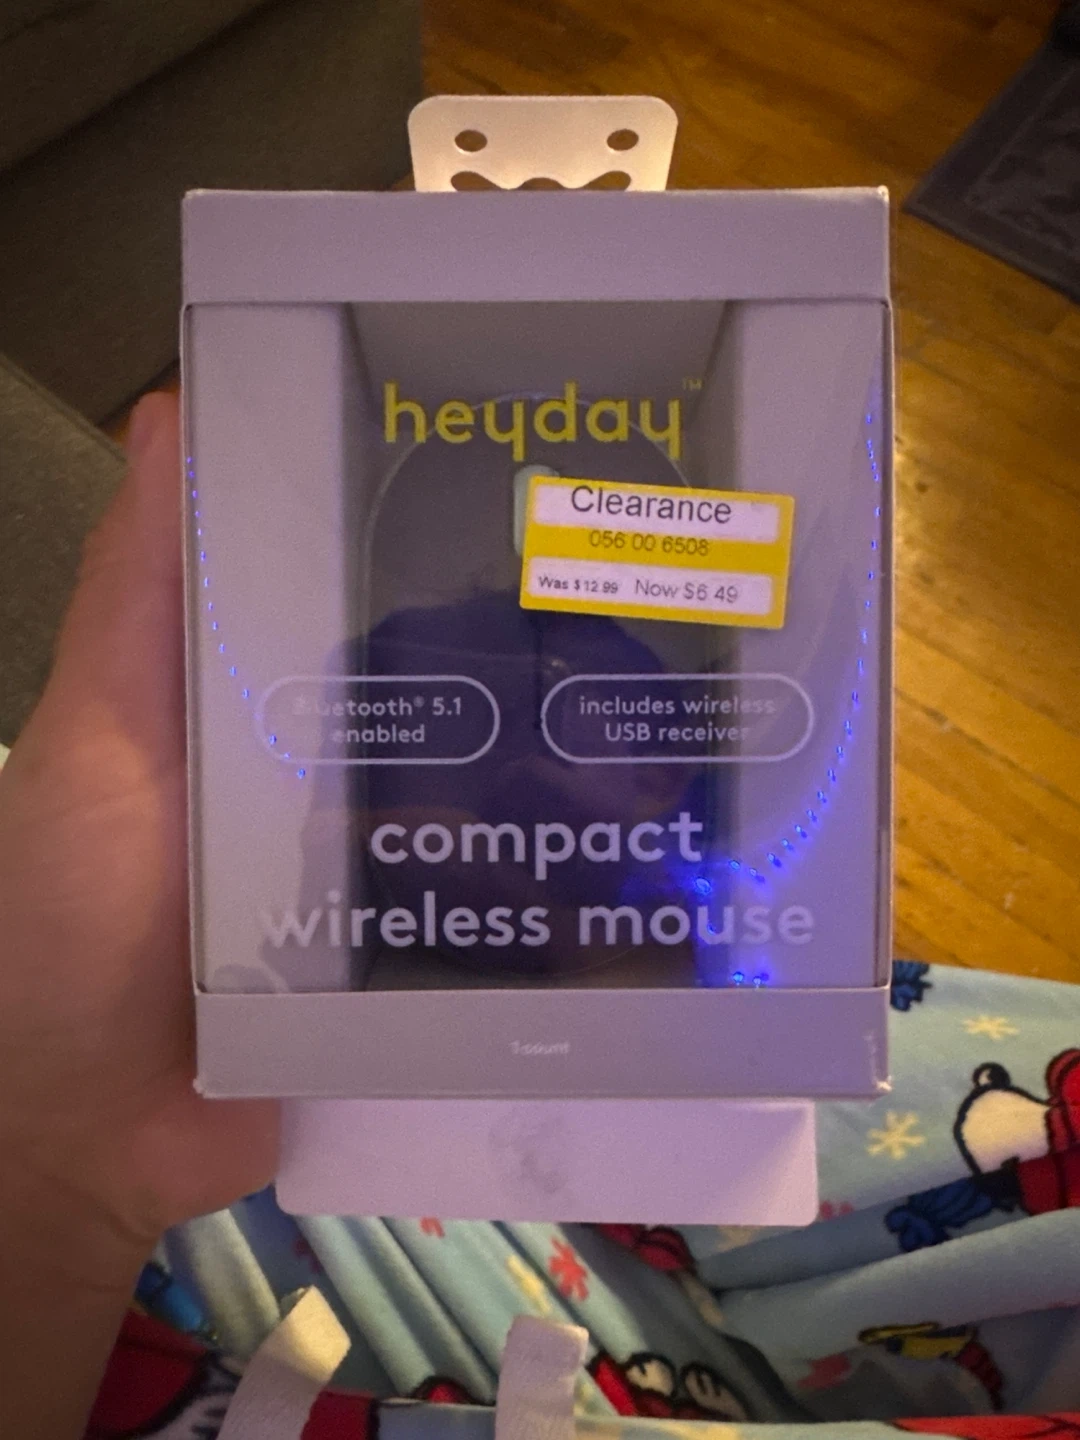 heyday™
Clearance
056 00 6508
Was $12.99 Now $6.49
Bluetooth® 5.1
enabled
includes wireless
USB receiver
compact
wireless mouse
1 count